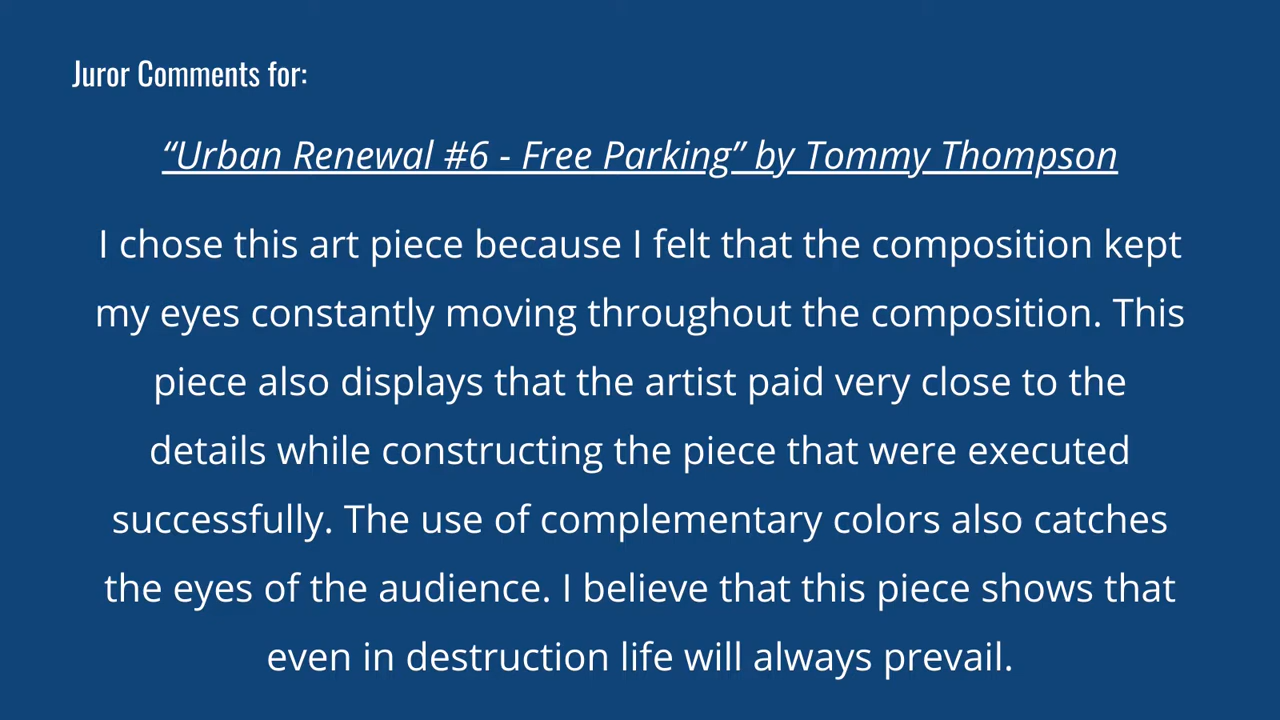 Juror Comments for:
“Urban Renewal #6 - Free Parking” by Tommy Thompson
I chose this art piece because I felt that the composition kept
my eyes constantly moving throughout the composition. This
piece also displays that the artist paid very close to the
details while constructing the piece that were executed
successfully. The use of complementary colors also catches
the eyes of the audience. I believe that this piece shows that
even in destruction life will always prevail.